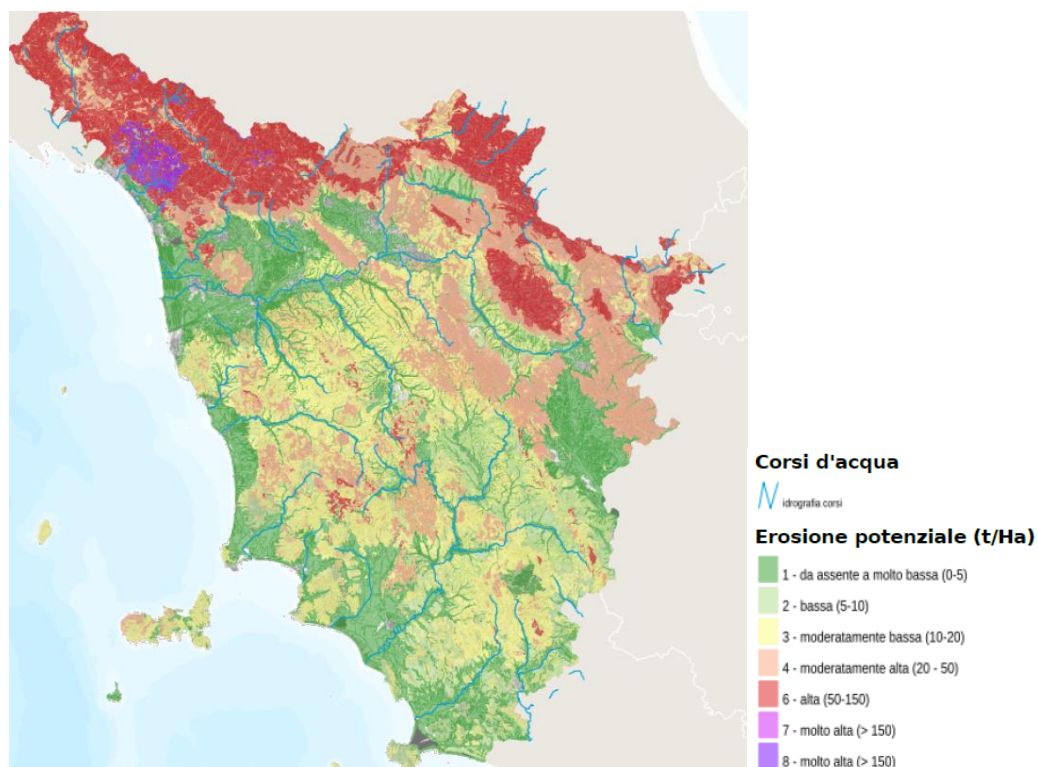 Corsi d'acqua
idrografia corsi
Erosione potenziale (t/Ha)
1 - da assente a molto bassa (0-5)
2 - bassa (5-10)
3 - moderatamente bassa (10-20)
4 - moderatamente alta (20 - 50)
6 - alta (50-150)
7 - molto alta (> 150)
8 - molto alta (> 150)